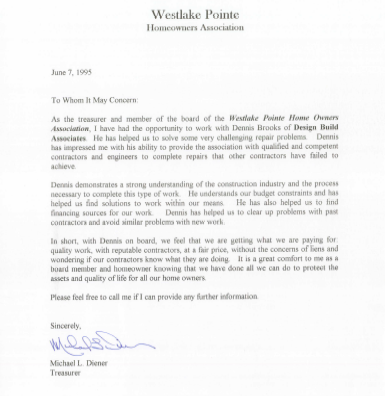 Westlake Pointe
Homeowners Association
June 7, 1995
To Whom It May Concern:
As the treasurer and member of the board of the Westlake Pointe Home Owners
Association, I have had the opportunity to work with Dennis Brooks of Design Build
Associates. He has helped us to solve some very challenging repair problems. Dennis
has impressed me with his ability to provide the association with qualified and competent
contractors and engineers to complete repairs that other contractors have failed to
achieve
Dennis demonstrates a strong understanding of the construction industry and the process
necessary to complete this type of work. He understands our budget constraints and has
helped us find solutions to work within our means. He has also helped us to find
financing sources for our work. Dennis has helped us to clear up problems with past
contractors and avoid similar problems with new work.
In short, with Dennis on board, we feel that we are getting what we are paying for
quality work, with reputable contractors, at a fair price, without the concerns of liens and
wondering if our contractors know what they are doing. It is a great comfort to me as a
board member and homeowner knowing that we have done all we can do to protect the
assets and quality of life for all our home owners.
Please feel free to call me if I can provide any further information.
Sincerely,
Michael L. Diener
Treasurer